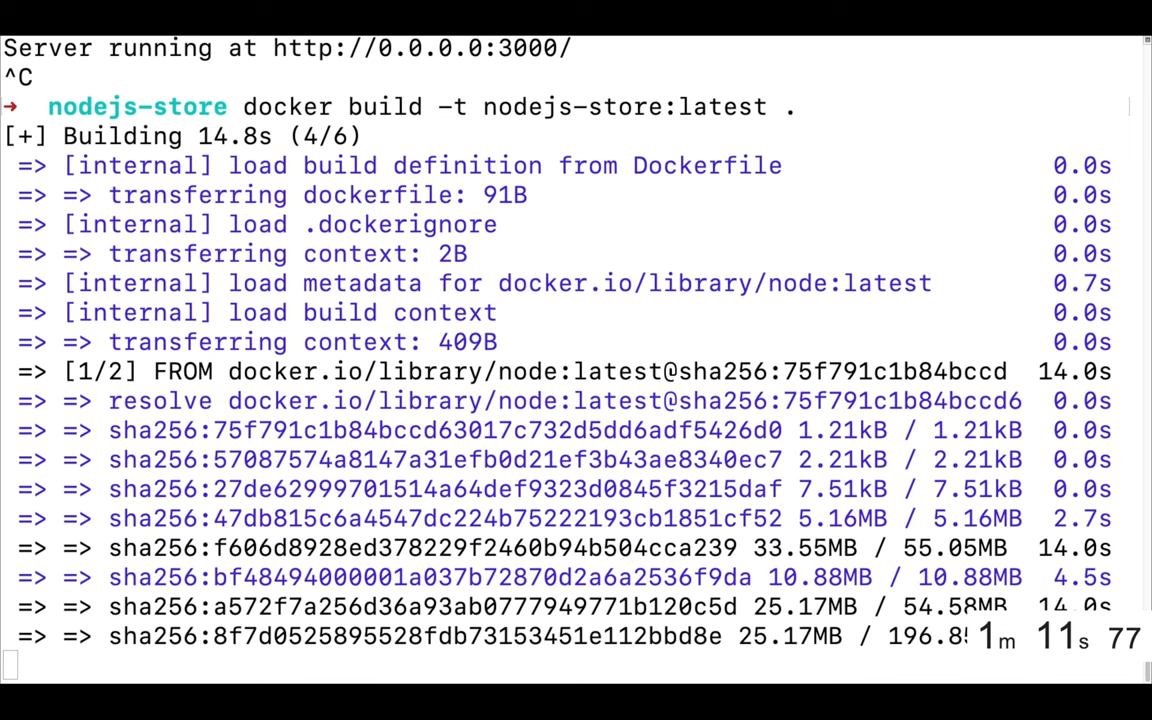 Server running at http://0.0.0.0:3000/
^C
→ nodejs-store docker build -t nodejs-store:latest .
[+] Building 14.8s (4/6)
=> [internal] load build definition from Dockerfile 0.0s
=> => transferring dockerfile: 91B 0.0s
=> [internal] load .dockerignore 0.0s
=> => transferring context: 2B 0.0s
=> [internal] load metadata for docker.io/library/node:latest 0.7s
=> [internal] load build context 0.0s
=> => transferring context: 409B 0.0s
=> [1/2] FROM docker.io/library/node:latest@sha256:75f791c1b84bccd 14.0s
=> => resolve docker.io/library/node:latest@sha256:75f791c1b84bccd6 0.0s
=> => sha256:75f791c1b84bccd63017c732d5dd6adf5426d0 1.21kB / 1.21kB 0.0s
=> => sha256:57087574a8147a31efb0d21ef3b43ae8340ec7 2.21kB / 2.21kB 0.0s
=> => sha256:27de62999701514a64def9323d0845f3215daf 7.51kB / 7.51kB 0.0s
=> => sha256:47db815c6a4547dc224b75222193cb1851cf52 5.16MB / 5.16MB 2.7s
=> => sha256:f606d8928ed378229f2460b94b504cca239 33.55MB / 55.05MB 14.0s
=> => sha256:bf48494000001a037b72870d2a6a2536f9da 10.88MB / 10.88MB 4.5s
=> => sha256:a572f7a256d36a93ab0777949771b120c5d 25.17MB / 54.58MB 14.0s
=> => sha256:8f7d0525895528fdb73153451e112bbd8e 25.17MB / 196.8
1m 11s 77